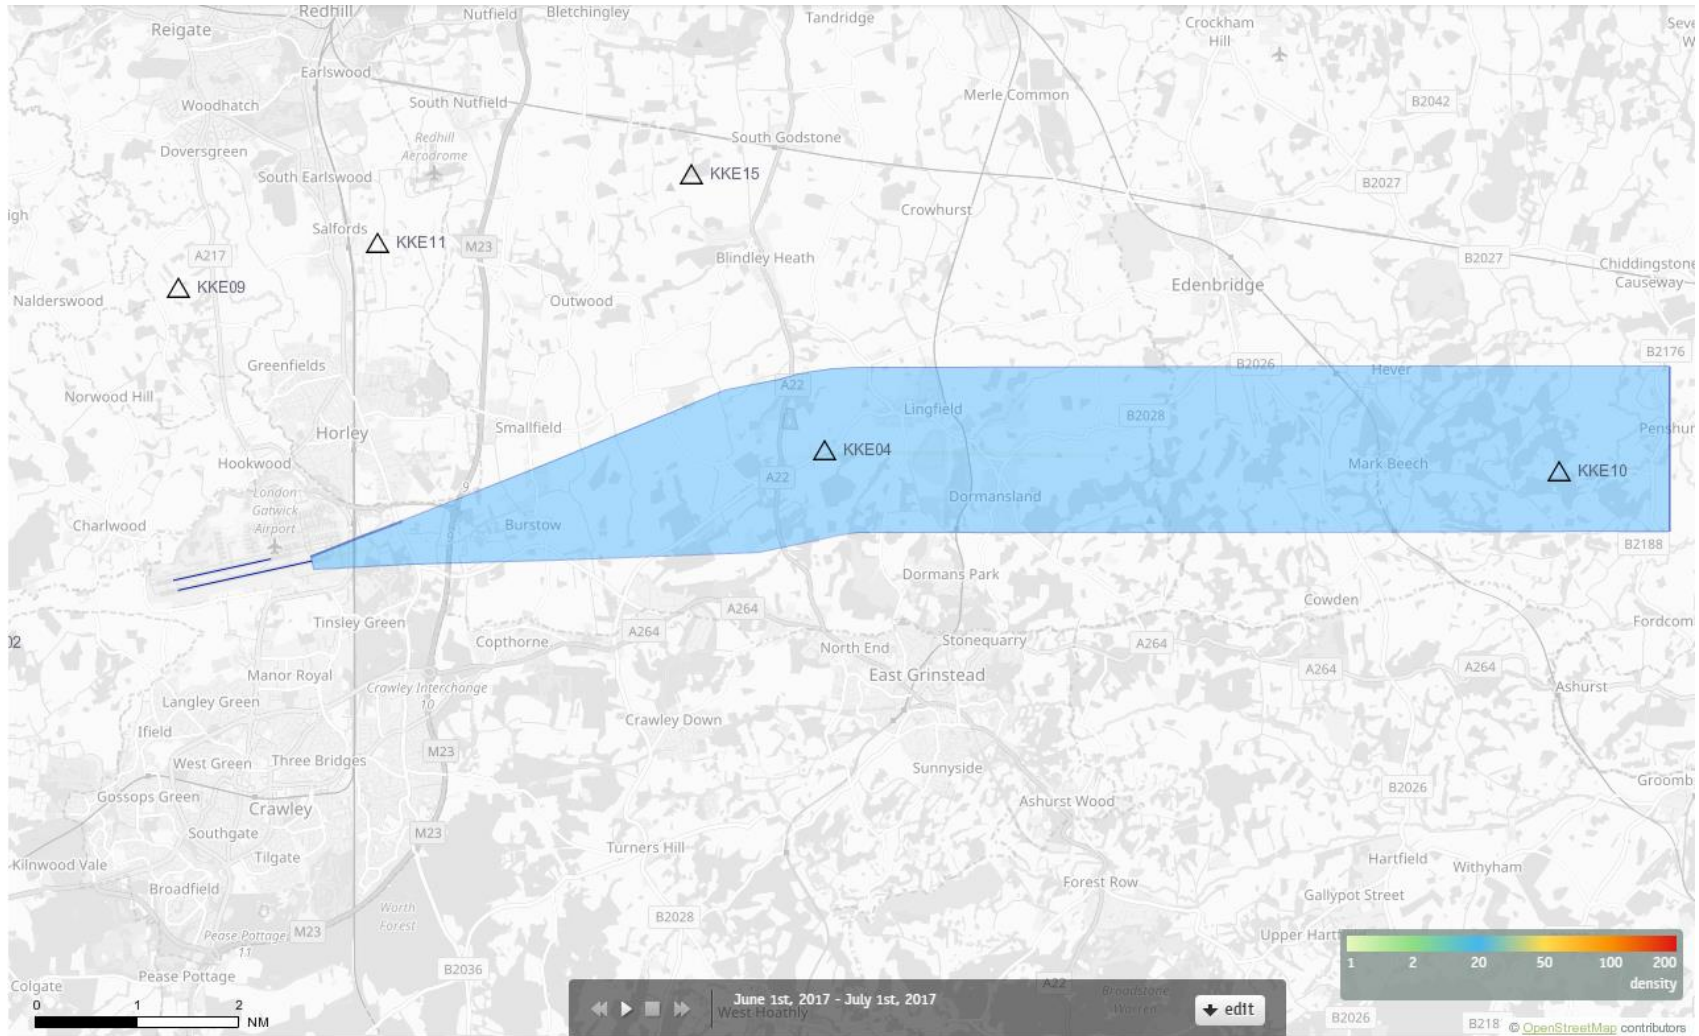 Redhill
Nutfield
Bletchingley
Tandridge
Crockham
Hill
Reigate
Earlswood
Woodhatch
South Nutfield
Merle Common
B2042
Redhill
Aerodrome
South Godstone
Doversgreen
South Earlswood
KKE15
B2027
Crowhurst
Salfords
KKE11
M23
A217
Blindley Heath
B2027
Chiddingstone
Causeway
KKE09
Nalderswood
Outwood
Edenbridge
B2176
Greenfields
B2026
Hever
A22
Norwood Hill
Lingfield
B2028
Smallfield
Horley
KKE04
Hookwood
Mark Beech
KKE10
A22
9
London
Gatwick
Airport
Dormansland
Charlwood
Burstow
B2188
Dormans Park
Cowden
A264
Tinsley Green
A264
Copthorne
North End
Stonequarry
A264
A264
A264
Manor Royal
East Grinstead
Crawley Interchange
10
Ashurst
Langley Green
Crawley Down
Ifield
M23
West Green
Three Bridges
Sunnyside
Gossops Green
B2026
Crawley
Ashurst Wood
Southgate
M23
Turners Hill
Tilgate
Hartfield
Withyham
Kilnwood Vale
Forest Row
Broadfield
Gallypot Street
Worth
Forest
B2028
Pease Pottage
11
M23
B2036
Pease Pottage
Colgate
A22
Broadstone
Warren
1 2 20 50 100 200
density
0 1 2 NM
June 1st, 2017 - July 1st, 2017
West Hoathly
edit
B2026
B218
© OpenStreetMap contributors